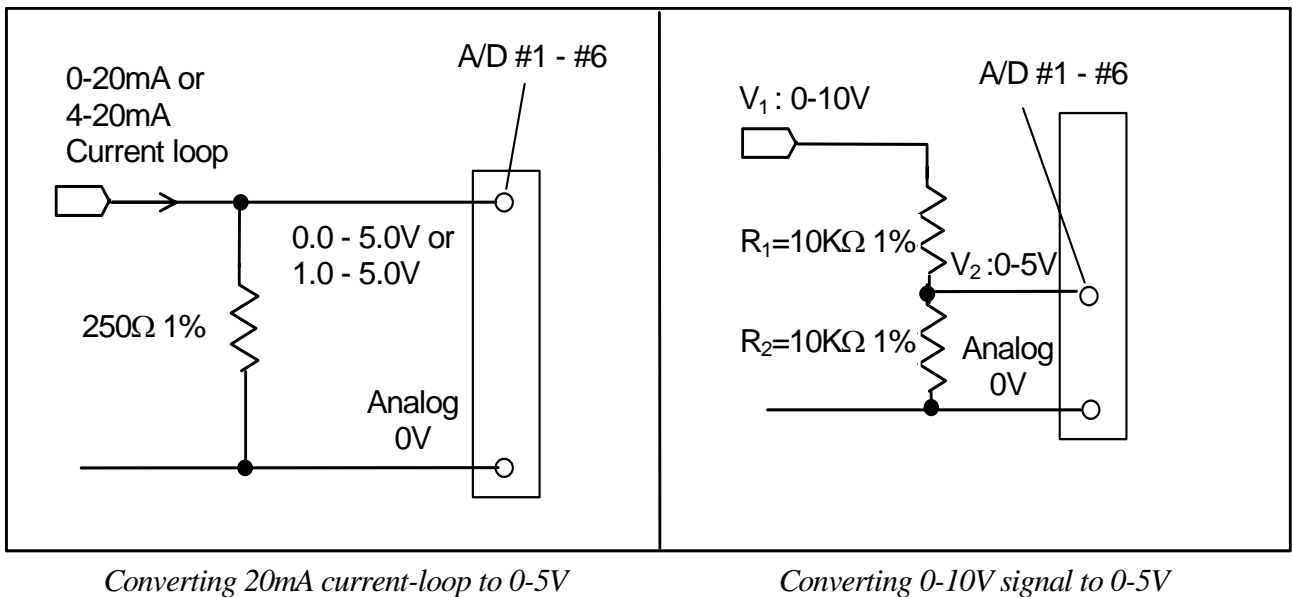 0-20mA or
4-20mA
Current loop
A/D #1 - #6
0.0 - 5.0V or
1.0 - 5.0V
250Ω 1%
Analog
0V
V₁ : 0-10V
A/D #1 - #6
R₁=10KΩ 1%
V₂ :0-5V
R₂=10KΩ 1%
Analog
0V
Converting 20mA current-loop to 0-5V
Converting 0-10V signal to 0-5V